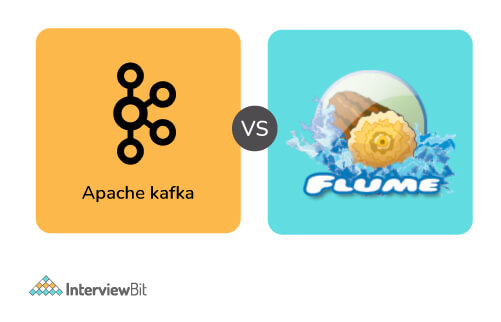 VS
Apache kafka
FLUME
InterviewBit